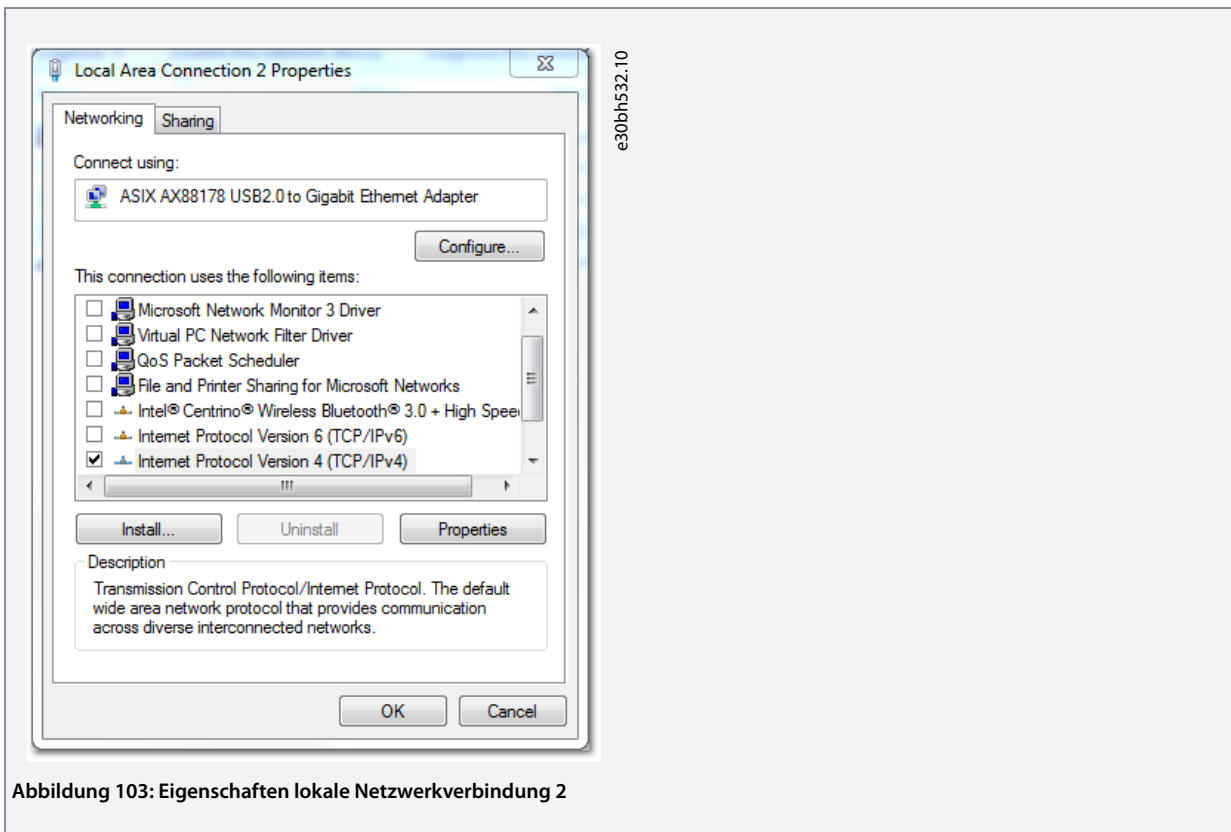 Local Area Connection 2 Properties
Networking
Sharing
Connect using:
ASIX AX88178 USB2.0 to Gigabit Ethernet Adapter
Configure...
This connection uses the following items:
Microsoft Network Monitor 3 Driver
Virtual PC Network Filter Driver
QoS Packet Scheduler
File and Printer Sharing for Microsoft Networks
Intel® Centrino® Wireless Bluetooth® 3.0 + High Speed
Internet Protocol Version 6 (TCP/IPv6)
Internet Protocol Version 4 (TCP/IPv4)
Install...
Uninstall
Properties
Description
Transmission Control Protocol/Internet Protocol. The default
wide area network protocol that provides communication
across diverse interconnected networks.
OK
Cancel
e30bh532.10
Abbildung 103: Eigenschaften lokale Netzwerkverbindung 2